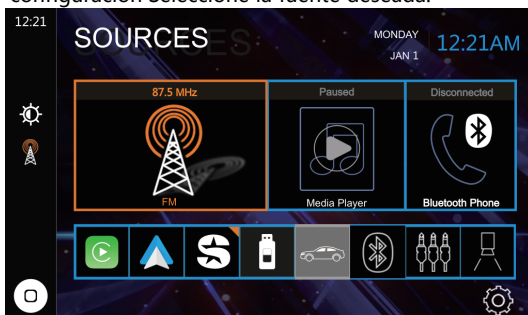 configuración Seleccione la fuente deseada.
12:21
SOURCES
MONDAY
JAN 1
12:21AM
87.5 MHz
Paused
Disconnected
FM
Media Player
Bluetooth Phone